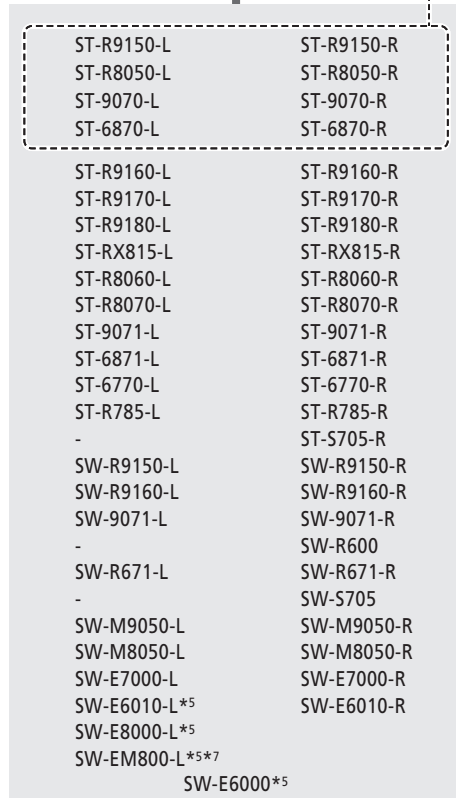 ST-R9150-L ST-R9150-R
ST-R8050-L ST-R8050-R
ST-9070-L ST-9070-R
ST-6870-L ST-6870-R
ST-R9160-L ST-R9160-R
ST-R9170-L ST-R9170-R
ST-R9180-L ST-R9180-R
ST-RX815-L ST-RX815-R
ST-R8060-L ST-R8060-R
ST-R8070-L ST-R8070-R
ST-9071-L ST-9071-R
ST-6871-L ST-6871-R
ST-6770-L ST-6770-R
ST-R785-L ST-R785-R
- ST-S705-R
SW-R9150-L SW-R9150-R
SW-R9160-L SW-R9160-R
SW-9071-L SW-9071-R
- SW-R600
SW-R671-L SW-R671-R
- SW-S705
SW-M9050-L SW-M9050-R
SW-M8050-L SW-M8050-R
SW-E7000-L SW-E7000-R
SW-E6010-L*5 SW-E6010-R
SW-E8000-L*5
SW-EM800-L*5*7
SW-E6000*5